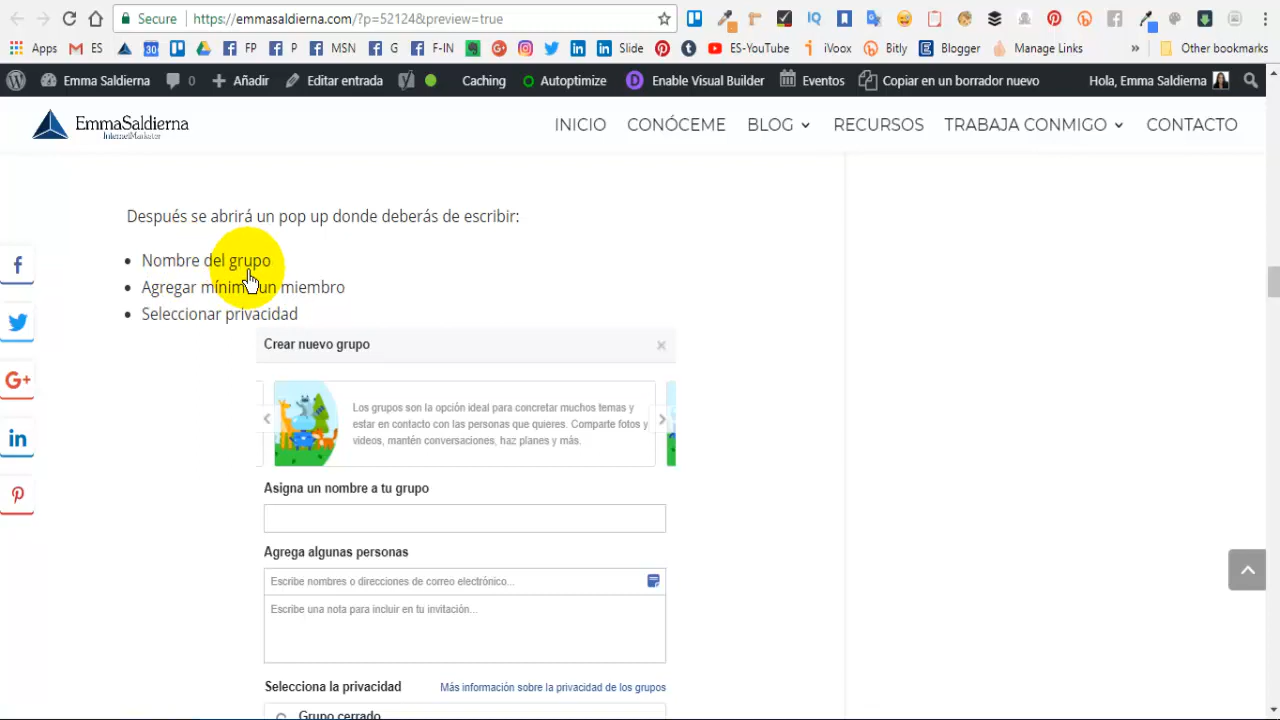 Secure https://emmasaldierna.com/?p=52124&preview=true
Apps ES FP P MSN G F-IN Slide ES-YouTube iVoox Bitly Blogger Manage Links » Other bookmarks
Emma Saldierna 0 Añadir Editar entrada Caching Autoptimize Enable Visual Builder Eventos Copiar en un borrador nuevo Hola, Emma Saldierna
EmmaSaldierna
InternetMarketer
INICIO CONÓCEME BLOG RECURSOS TRABAJA CONMIGO CONTACTO
Después se abrirá un pop up donde deberás de escribir:
Nombre del grupo
Agregar mínimo un miembro
Seleccionar privacidad
Crear nuevo grupo
Los grupos son la opción ideal para concretar muchos temas y
estar en contacto con las personas que quieres. Comparte fotos y
videos, mantén conversaciones, haz planes y más.
Asigna un nombre a tu grupo
Agrega algunas personas
Escribe nombres o direcciones de correo electrónico...
Escribe una nota para incluir en tu invitación...
Selecciona la privacidad Más información sobre la privacidad de los grupos
Grupo cerrado